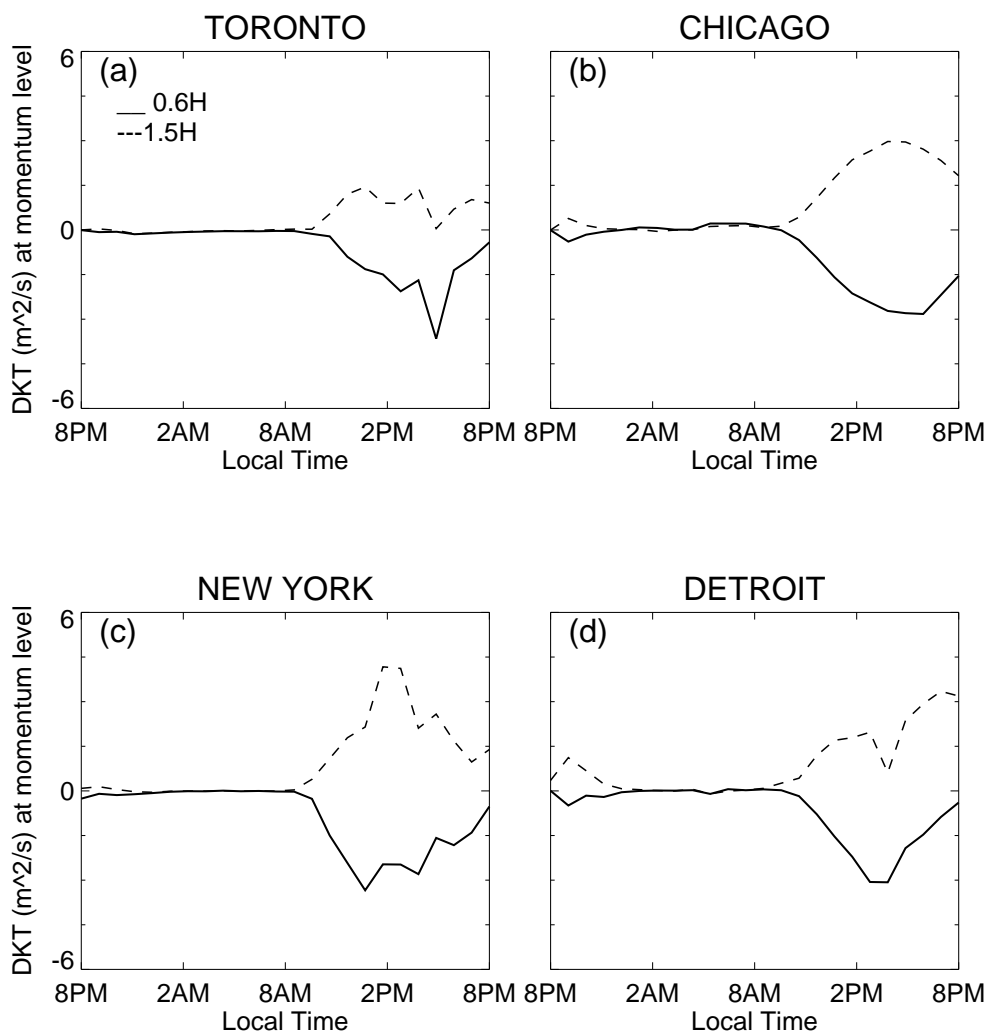 TORONTO
CHICAGO
(a)
(b)
__ 0.6H
---1.5H
DKT (m^2/s) at momentum level
6
0
-6
8PM 2AM 8AM 2PM 8PM
Local Time
8PM 2AM 8AM 2PM 8PM
Local Time
NEW YORK
DETROIT
(c)
(d)
DKT (m^2/s) at momentum level
6
0
-6
8PM 2AM 8AM 2PM 8PM
Local Time
8PM 2AM 8AM 2PM 8PM
Local Time